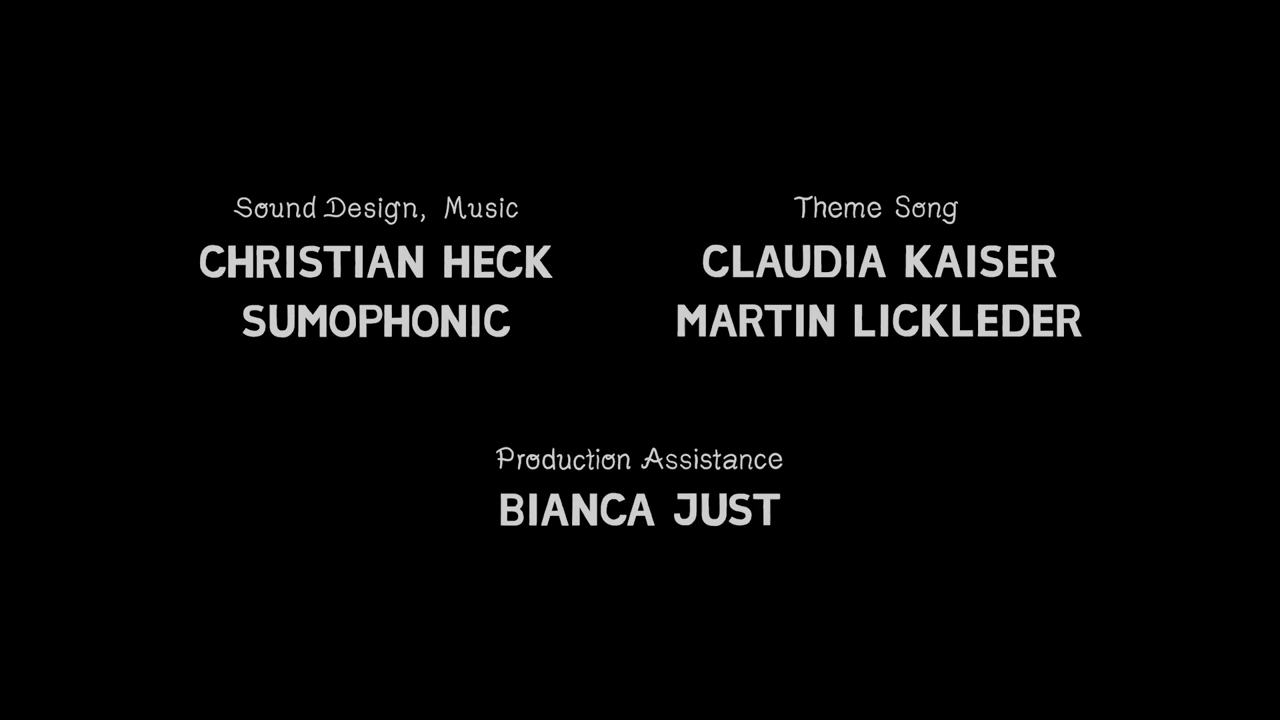 Sound Design, Music
CHRISTIAN HECK
SUMOPHONIC
Theme Song
CLAUDIA KAISER
MARTIN LICKLEDER
Production Assistance
BIANCA JUST